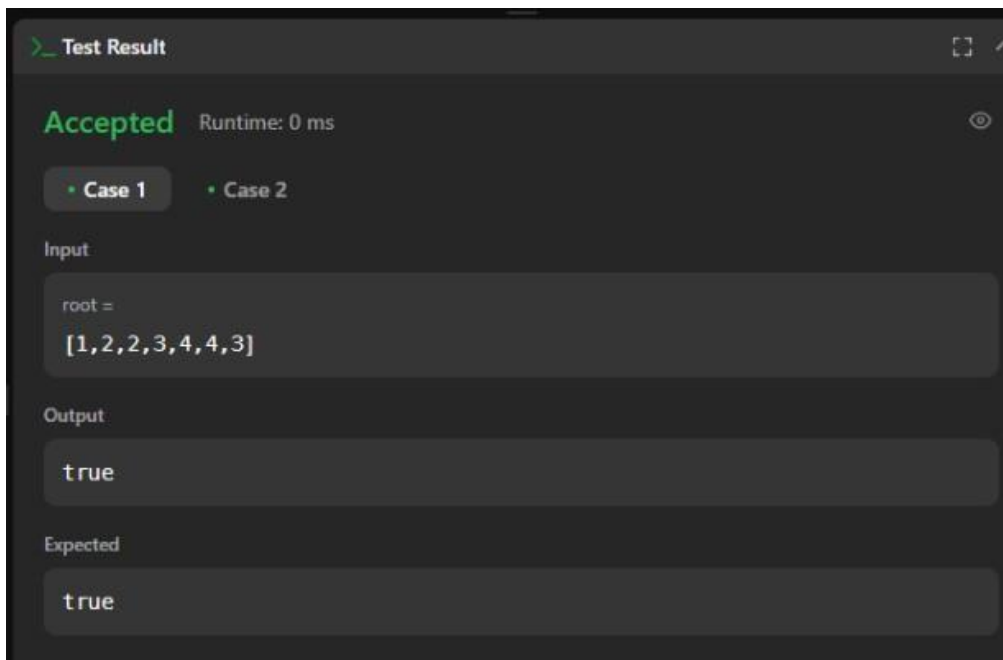 >_ Test Result
Accepted Runtime: 0 ms
• Case 1 • Case 2
Input
root =
[1,2,2,3,4,4,3]
Output
true
Expected
true